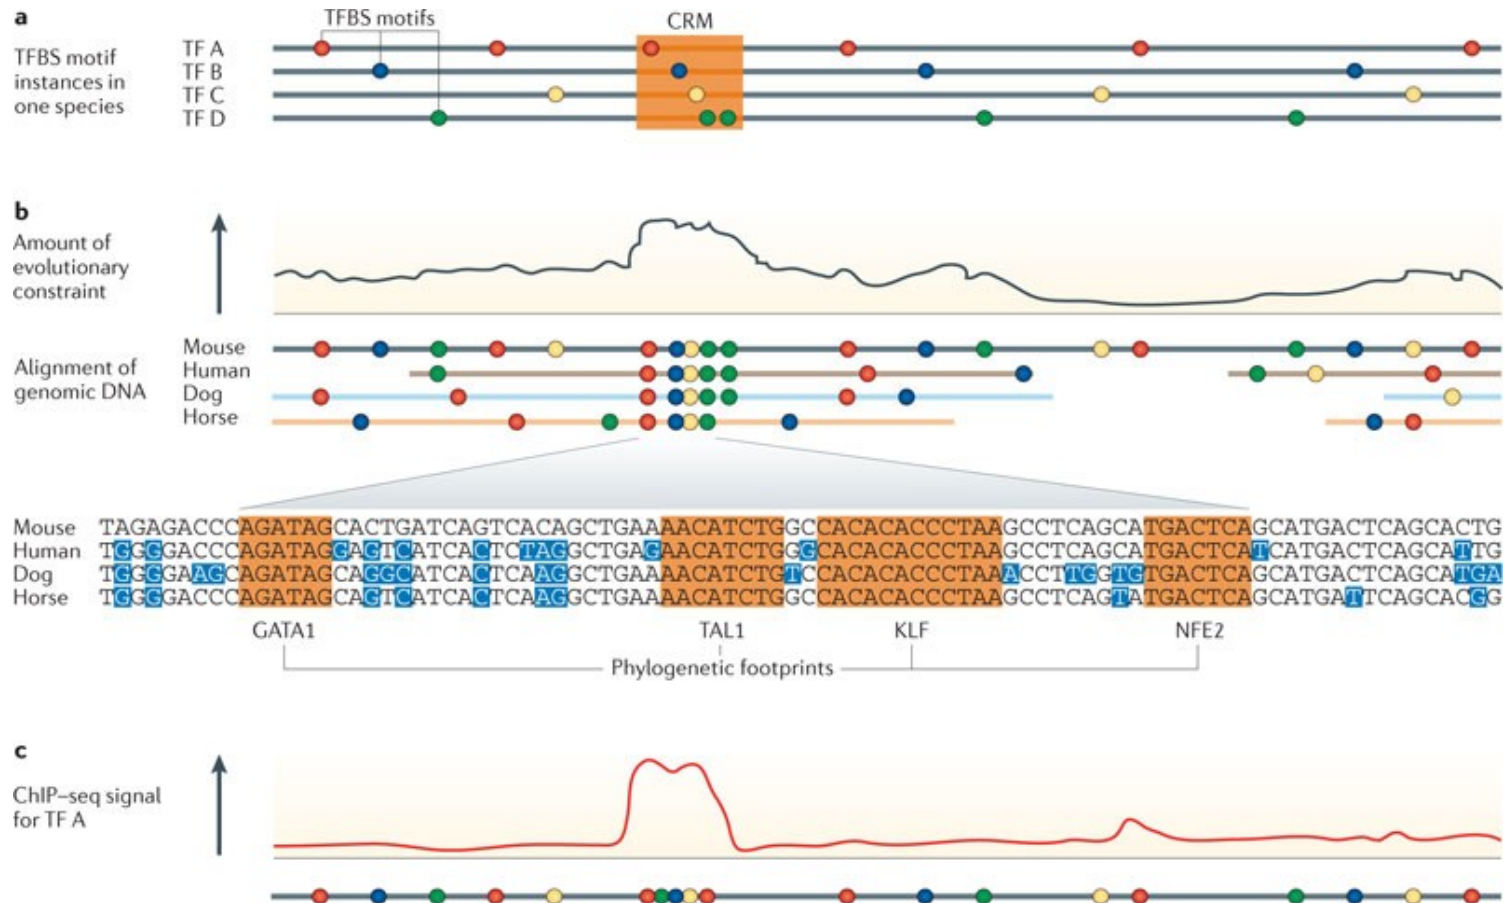 a
TFBS motifs
CRM
TFBS motif
instances in
one species
TF A
TF B
TF C
TF D
b
Amount of
evolutionary
constraint
Alignment of
genomic DNA
Mouse
Human
Dog
Horse
Mouse TAGAGACCCAGATAGCACTGATCAGTCACAGCTGAAAACATCTGGCCACACACCCTAAGCCTCAGCATGACTCAGCATGACTCAGCACTG
Human TGGGGACCCAGATAGGAGTCATCACTCTAGGCTGAGAACATCTGGGCACACACCCTAAGCCTCAGCATGACTCATCATGACTCAGCATTG
Dog TGGGGAAGCAGATAGCAGGCATCACTCAAGGCTGAAAACATCTGTCCACACACCCTAAACCTTGGTGTGACTCAGCATGACTCAGCATGA
Horse TGGGGACCCAGATAGCAGTCATCACTCAAGGCTGAAAACATCTGGCCACACACCCTAAGCCTCAGTATGACTCAGCATGATTCAGCACGG
GATA1 TAL1 KLF NFE2
Phylogenetic footprints
c
ChIP–seq signal
for TF A